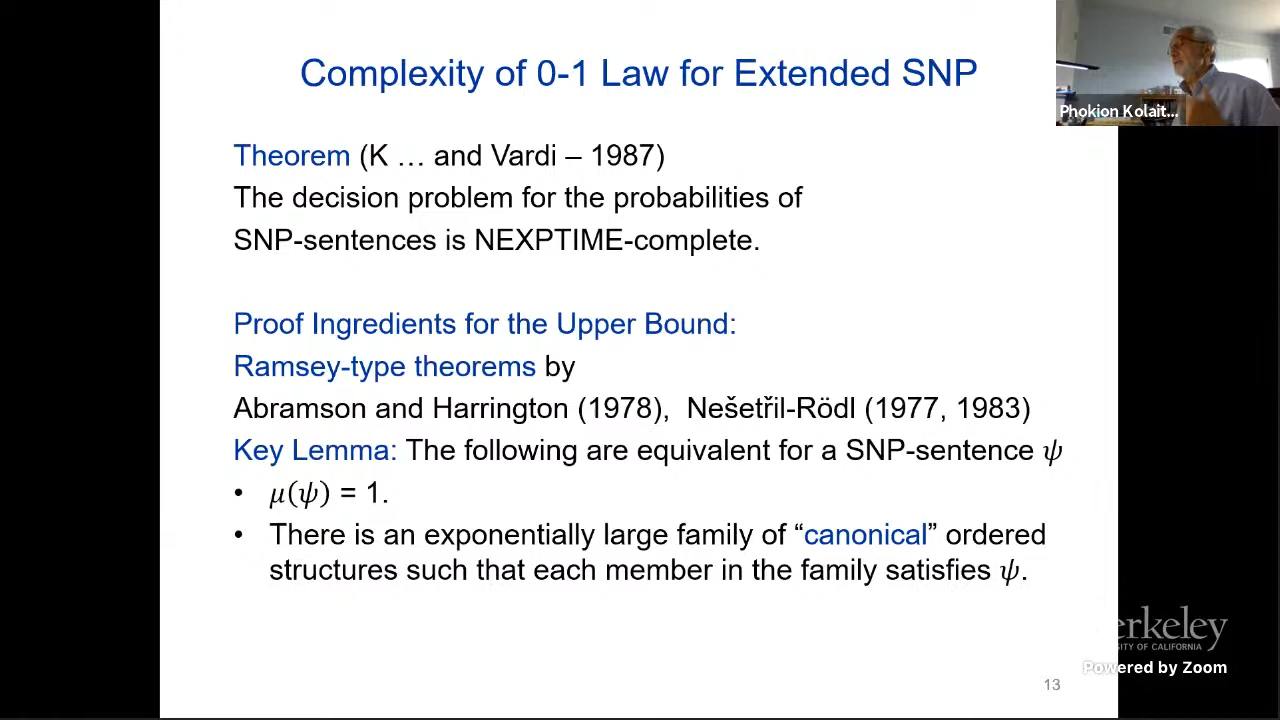 Complexity of 0-1 Law for Extended SNP
Phokion Kolait...
Theorem (K … and Vardi – 1987)
The decision problem for the probabilities of
SNP-sentences is NEXPTIME-complete.
Proof Ingredients for the Upper Bound:
Ramsey-type theorems by
Abramson and Harrington (1978), Nešetřil-Rödl (1977, 1983)
Key Lemma: The following are equivalent for a SNP-sentence 𝜓
• 𝜇(𝜓) = 1.
• There is an exponentially large family of “canonical” ordered
structures such that each member in the family satisfies 𝜓.
erkeley
SITY OF CALIFORNIA
Powered by Zoom
13